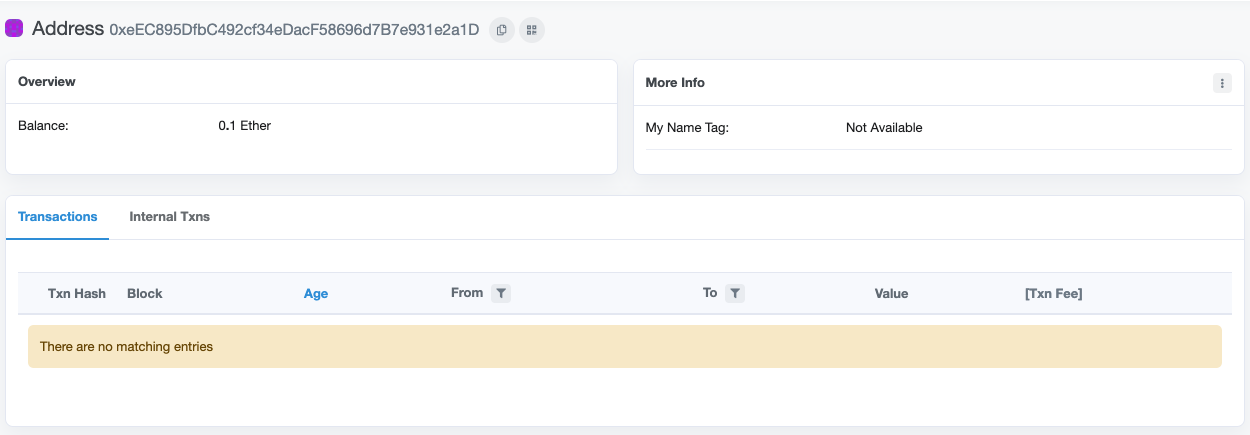 Address 0xeEC895DfbC492cf34eDacF58696d7B7e931e2a1D
Overview
Balance: 0.1 Ether
More Info
My Name Tag: Not Available
Transactions Internal Txns
Txn Hash Block Age From To Value [Txn Fee]
There are no matching entries